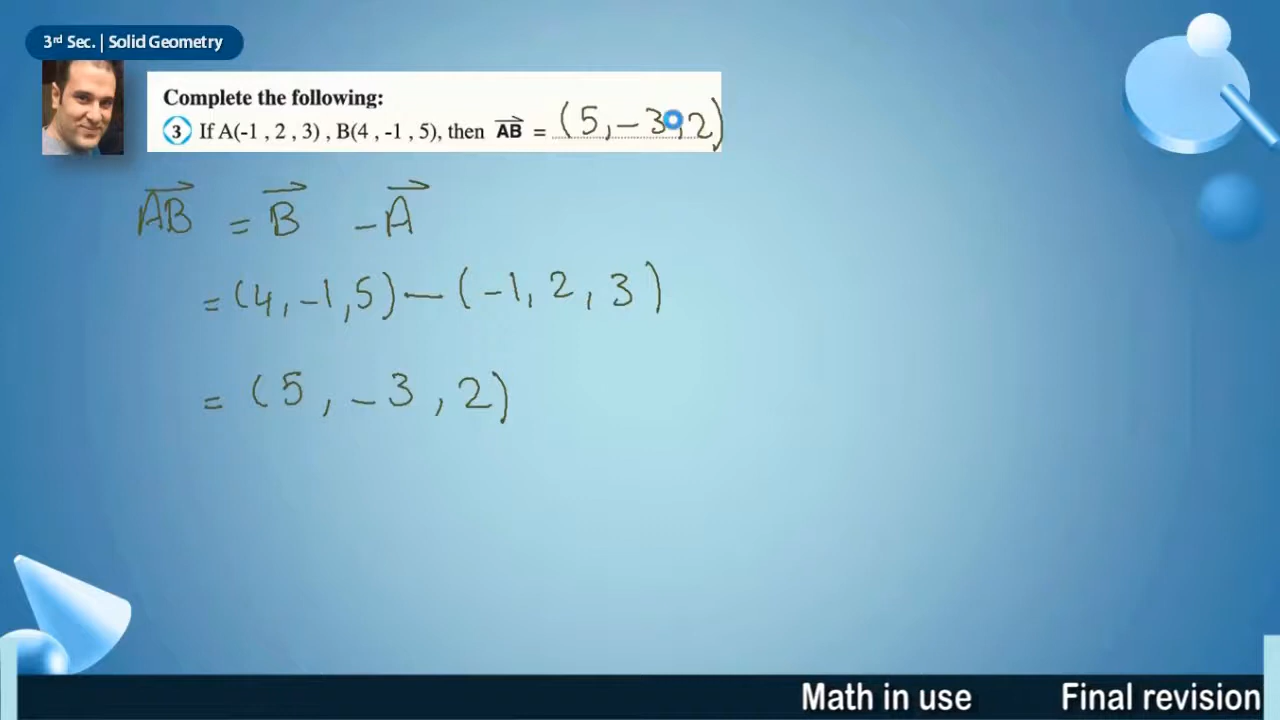 3rd Sec. | Solid Geometry
Complete the following:
3 If A(-1 , 2 , 3) , B(4 , -1 , 5), then AB⃗ = (5, -3, 2)
AB⃗ = B⃗ - A⃗
= (4, -1, 5) - (-1, 2, 3)
= (5, -3, 2)
Math in use Final revision